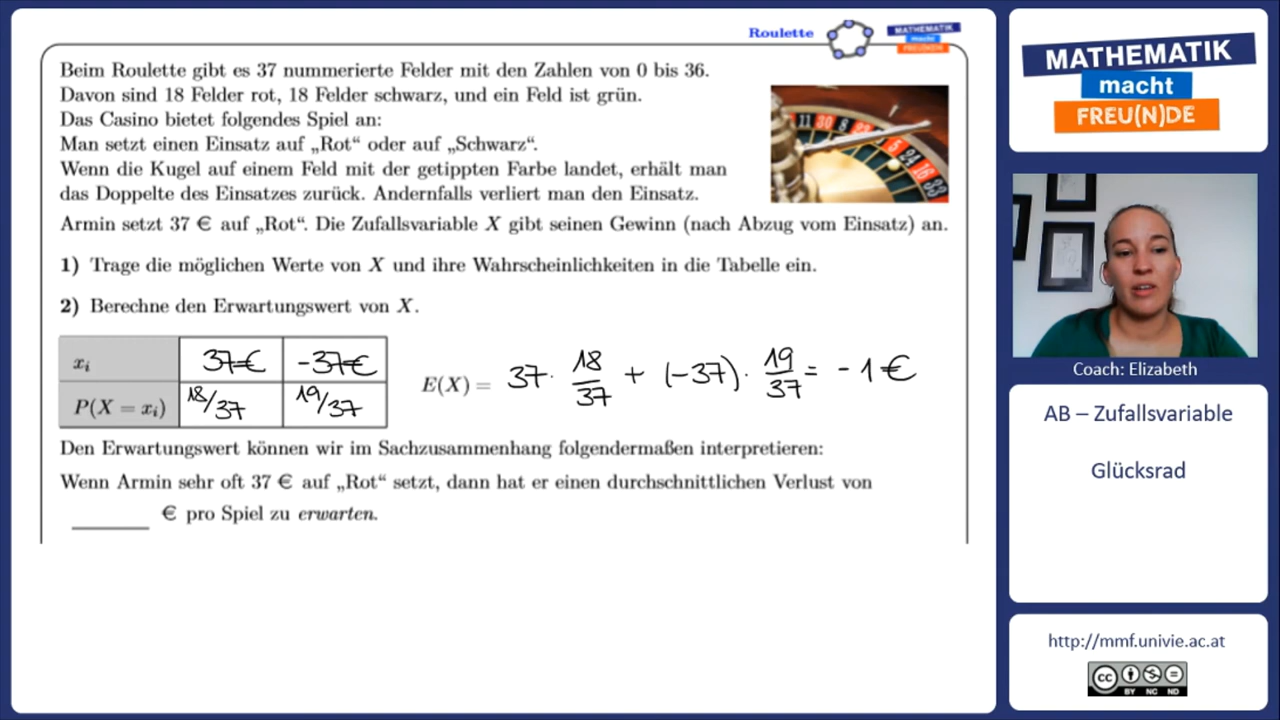 Roulette
MATHEMATIK
macht
FREU(N)DE
Beim Roulette gibt es 37 nummerierte Felder mit den Zahlen von 0 bis 36.
Davon sind 18 Felder rot, 18 Felder schwarz, und ein Feld ist grün.
Das Casino bietet folgendes Spiel an:
Man setzt einen Einsatz auf „Rot“ oder auf „Schwarz“.
Wenn die Kugel auf einem Feld mit der getippten Farbe landet, erhält man
das Doppelte des Einsatzes zurück. Andernfalls verliert man den Einsatz.
Armin setzt 37 € auf „Rot“. Die Zufallsvariable X gibt seinen Gewinn (nach Abzug vom Einsatz) an.
1) Trage die möglichen Werte von X und ihre Wahrscheinlichkeiten in die Tabelle ein.
2) Berechne den Erwartungswert von X.
xᵢ 37€ -37€
P(X = xᵢ) 18/37 19/37
E(X) = 37 · 18/37 + (-37) · 19/37 = -1€
Den Erwartungswert können wir im Sachzusammenhang folgendermaßen interpretieren:
Wenn Armin sehr oft 37 € auf „Rot“ setzt, dann hat er einen durchschnittlichen Verlust von
€ pro Spiel zu erwarten.
MATHEMATIK
macht
FREU(N)DE
Coach: Elizabeth
AB – Zufallsvariable
Glücksrad
http://mmf.univie.ac.at
cc
BY NC ND